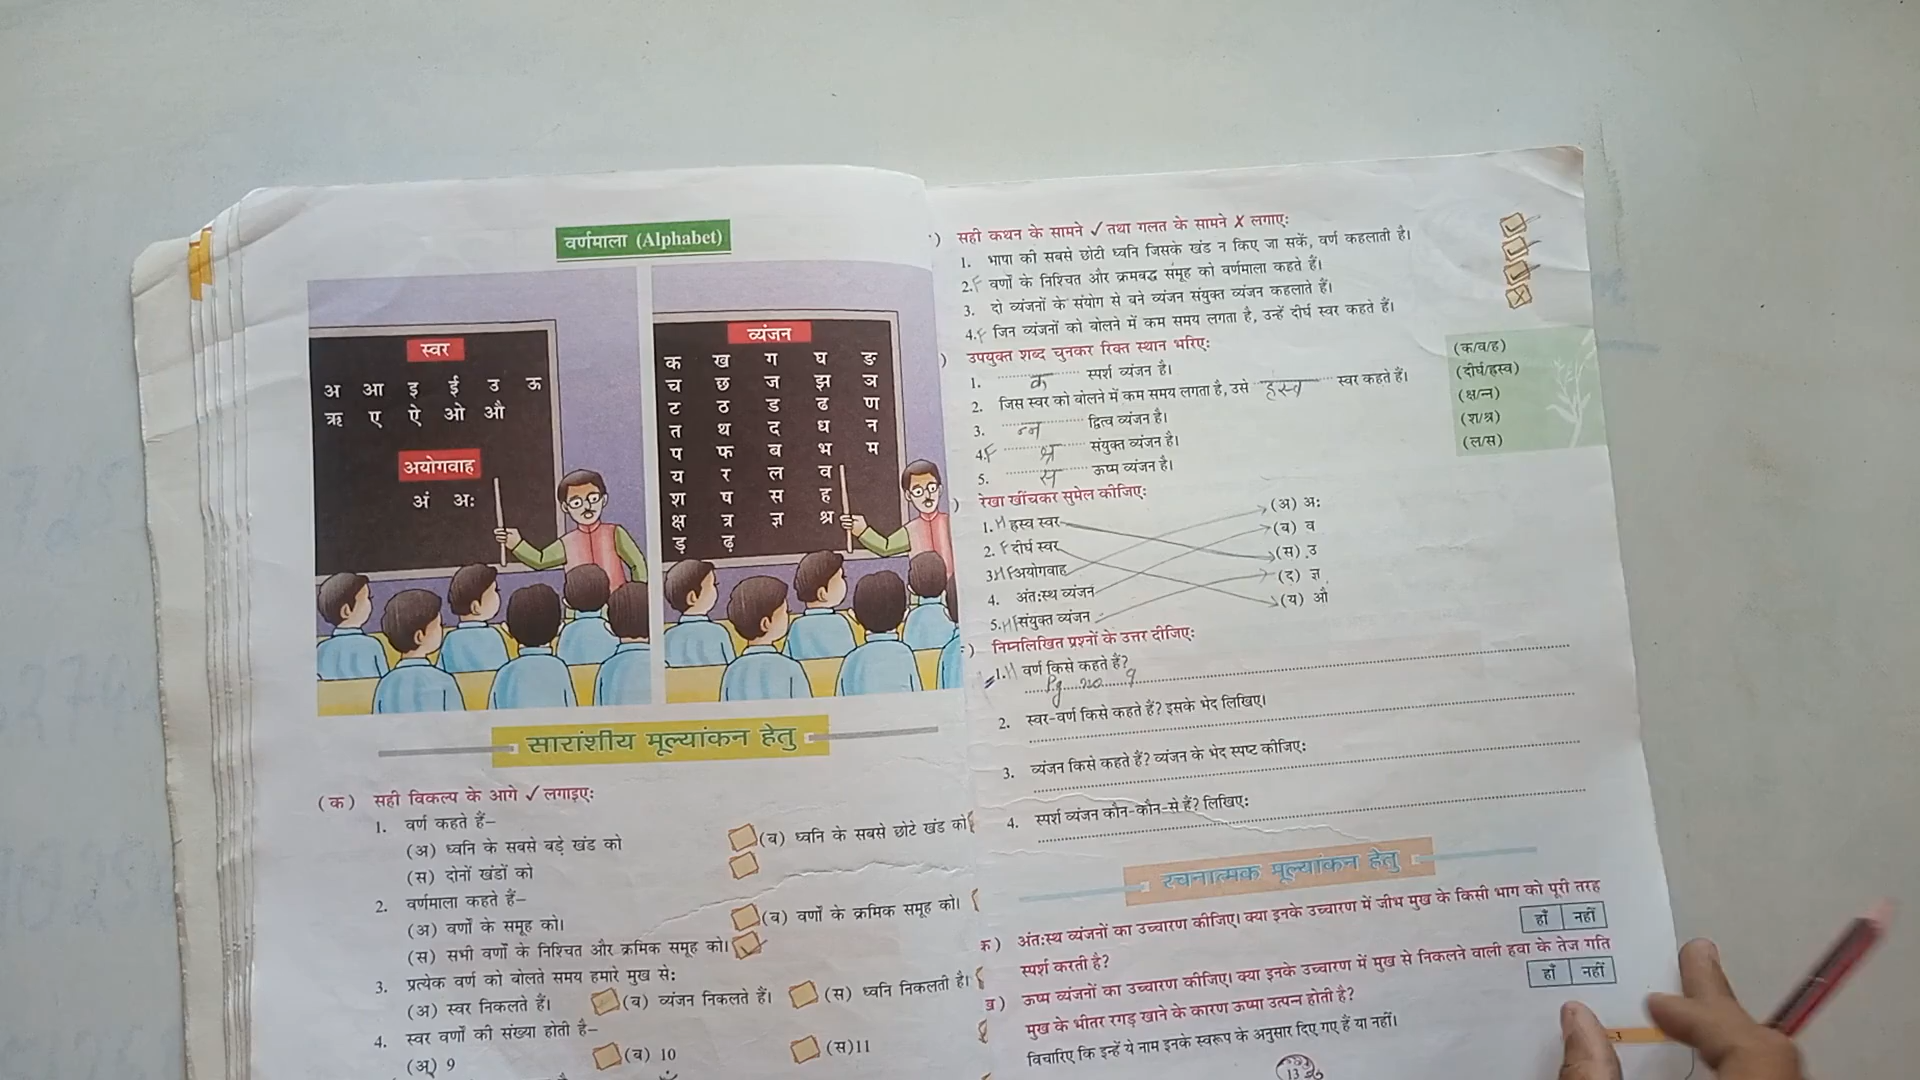 वर्णमाला (Alphabet)
स्वर
अ आ इ ई उ ऊ
ऋ ए ऐ ओ औ
अयोगवाह
अं अः
व्यंजन
क ख ग घ ङ
च छ ज झ ञ
ट ठ ड ढ ण
त थ द ध न
प फ ब भ म
य र ल व
श ष स ह
क्ष त्र ज्ञ श्र
ड़ ढ़
सारांशीय मूल्यांकन हेतु
(क) सही विकल्प के आगे ✓ लगाइए:
1. वर्ण कहते हैं–
(अ) ध्वनि के सबसे बड़े खंड को (ब) ध्वनि के सबसे छोटे खंड को
(स) दोनों खंडों को
2. वर्णमाला कहते हैं–
(अ) वर्णों के समूह को। (ब) वर्णों के क्रमिक समूह को।
(स) सभी वर्णों के निश्चित और क्रमिक समूह को। ✓
3. प्रत्येक वर्ण को बोलते समय हमारे मुख से:
(अ) स्वर निकलते हैं। (ब) व्यंजन निकलते हैं। (स) ध्वनि निकलती है।
4. स्वर वर्णों की संख्या होती है–
(अ) 9 (ब) 10 (स) 11
) सही कथन के सामने ✓ तथा गलत के सामने X लगाए:
1. भाषा की सबसे छोटी ध्वनि जिसके खंड न किए जा सकें, वर्ण कहलाती है। ✓
2. F वर्णों के निश्चित और क्रमबद्ध समूह को वर्णमाला कहते हैं। ✓
3. दो व्यंजनों के संयोग से बने व्यंजन संयुक्त व्यंजन कहलाते हैं। ✓
4. F जिन व्यंजनों को बोलने में कम समय लगता है, उन्हें दीर्घ स्वर कहते हैं। X
) उपयुक्त शब्द चुनकर रिक्त स्थान भरिए:
1. क स्पर्श व्यंजन है। (क/व/ह)
2. जिस स्वर को बोलने में कम समय लगता है, उसे ह्रस्व स्वर कहते हैं। (दीर्घ/ह्रस्व)
3. न्न द्वित्व व्यंजन है। (क्ष/न्न)
4. F श्र संयुक्त व्यंजन है। (श/श्र)
5. स ऊष्म व्यंजन है। (ल/स)
) रेखा खींचकर सुमेल कीजिए:
1. H ह्रस्व स्वर (अ) अः
2. F दीर्घ स्वर (ब) व
3. अयोगवाह (स) उ
4. अंतःस्थ व्यंजन (द) ज्ञ
5. H संयुक्त व्यंजन (य) औ
) निम्नलिखित प्रश्नों के उत्तर दीजिए:
1. H वर्ण किसे कहते हैं?
Pg no 9
2. स्वर-वर्ण किसे कहते हैं? इसके भेद लिखिए।
3. व्यंजन किसे कहते हैं? व्यंजन के भेद स्पष्ट कीजिए:
4. स्पर्श व्यंजन कौन-कौन-से हैं? लिखिए:
रचनात्मक मूल्यांकन हेतु
क) अंतःस्थ व्यंजनों का उच्चारण कीजिए। क्या इनके उच्चारण में जीभ मुख के किसी भाग को पूरी तरह
स्पर्श करती है? हाँ नहीं
ख) ऊष्म व्यंजनों का उच्चारण कीजिए। क्या इनके उच्चारण में मुख से निकलने वाली हवा के तेज गति
मुख के भीतर रगड़ खाने के कारण ऊष्मा उत्पन्न होती है? हाँ नहीं
विचारिए कि इन्हें ये नाम इनके स्वरूप के अनुसार दिए गए हैं या नहीं।
13